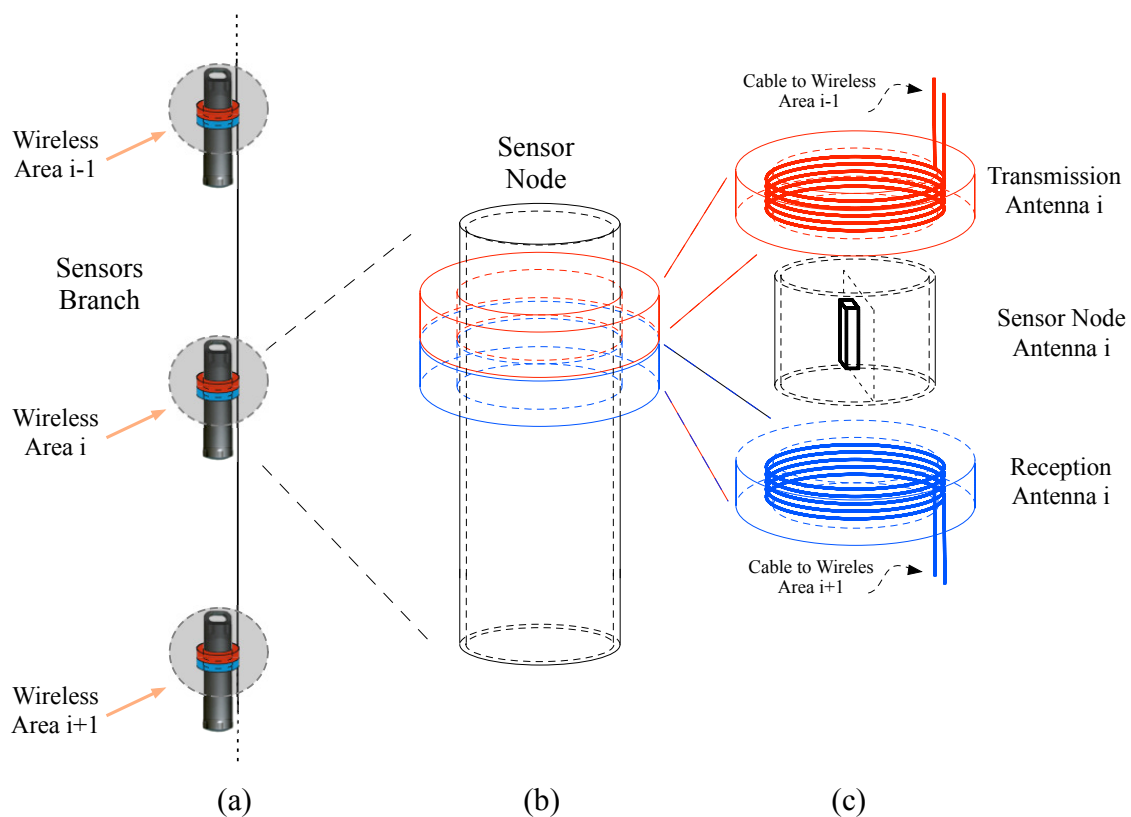 Wireless
Area i-1
Sensors
Branch
Wireless
Area i
Wireless
Area i+1
(a)
Sensor
Node
(b)
Cable to Wireless
Area i-1
Transmission
Antenna i
Sensor Node
Antenna i
Reception
Antenna i
Cable to Wireles
Area i+1
(c)